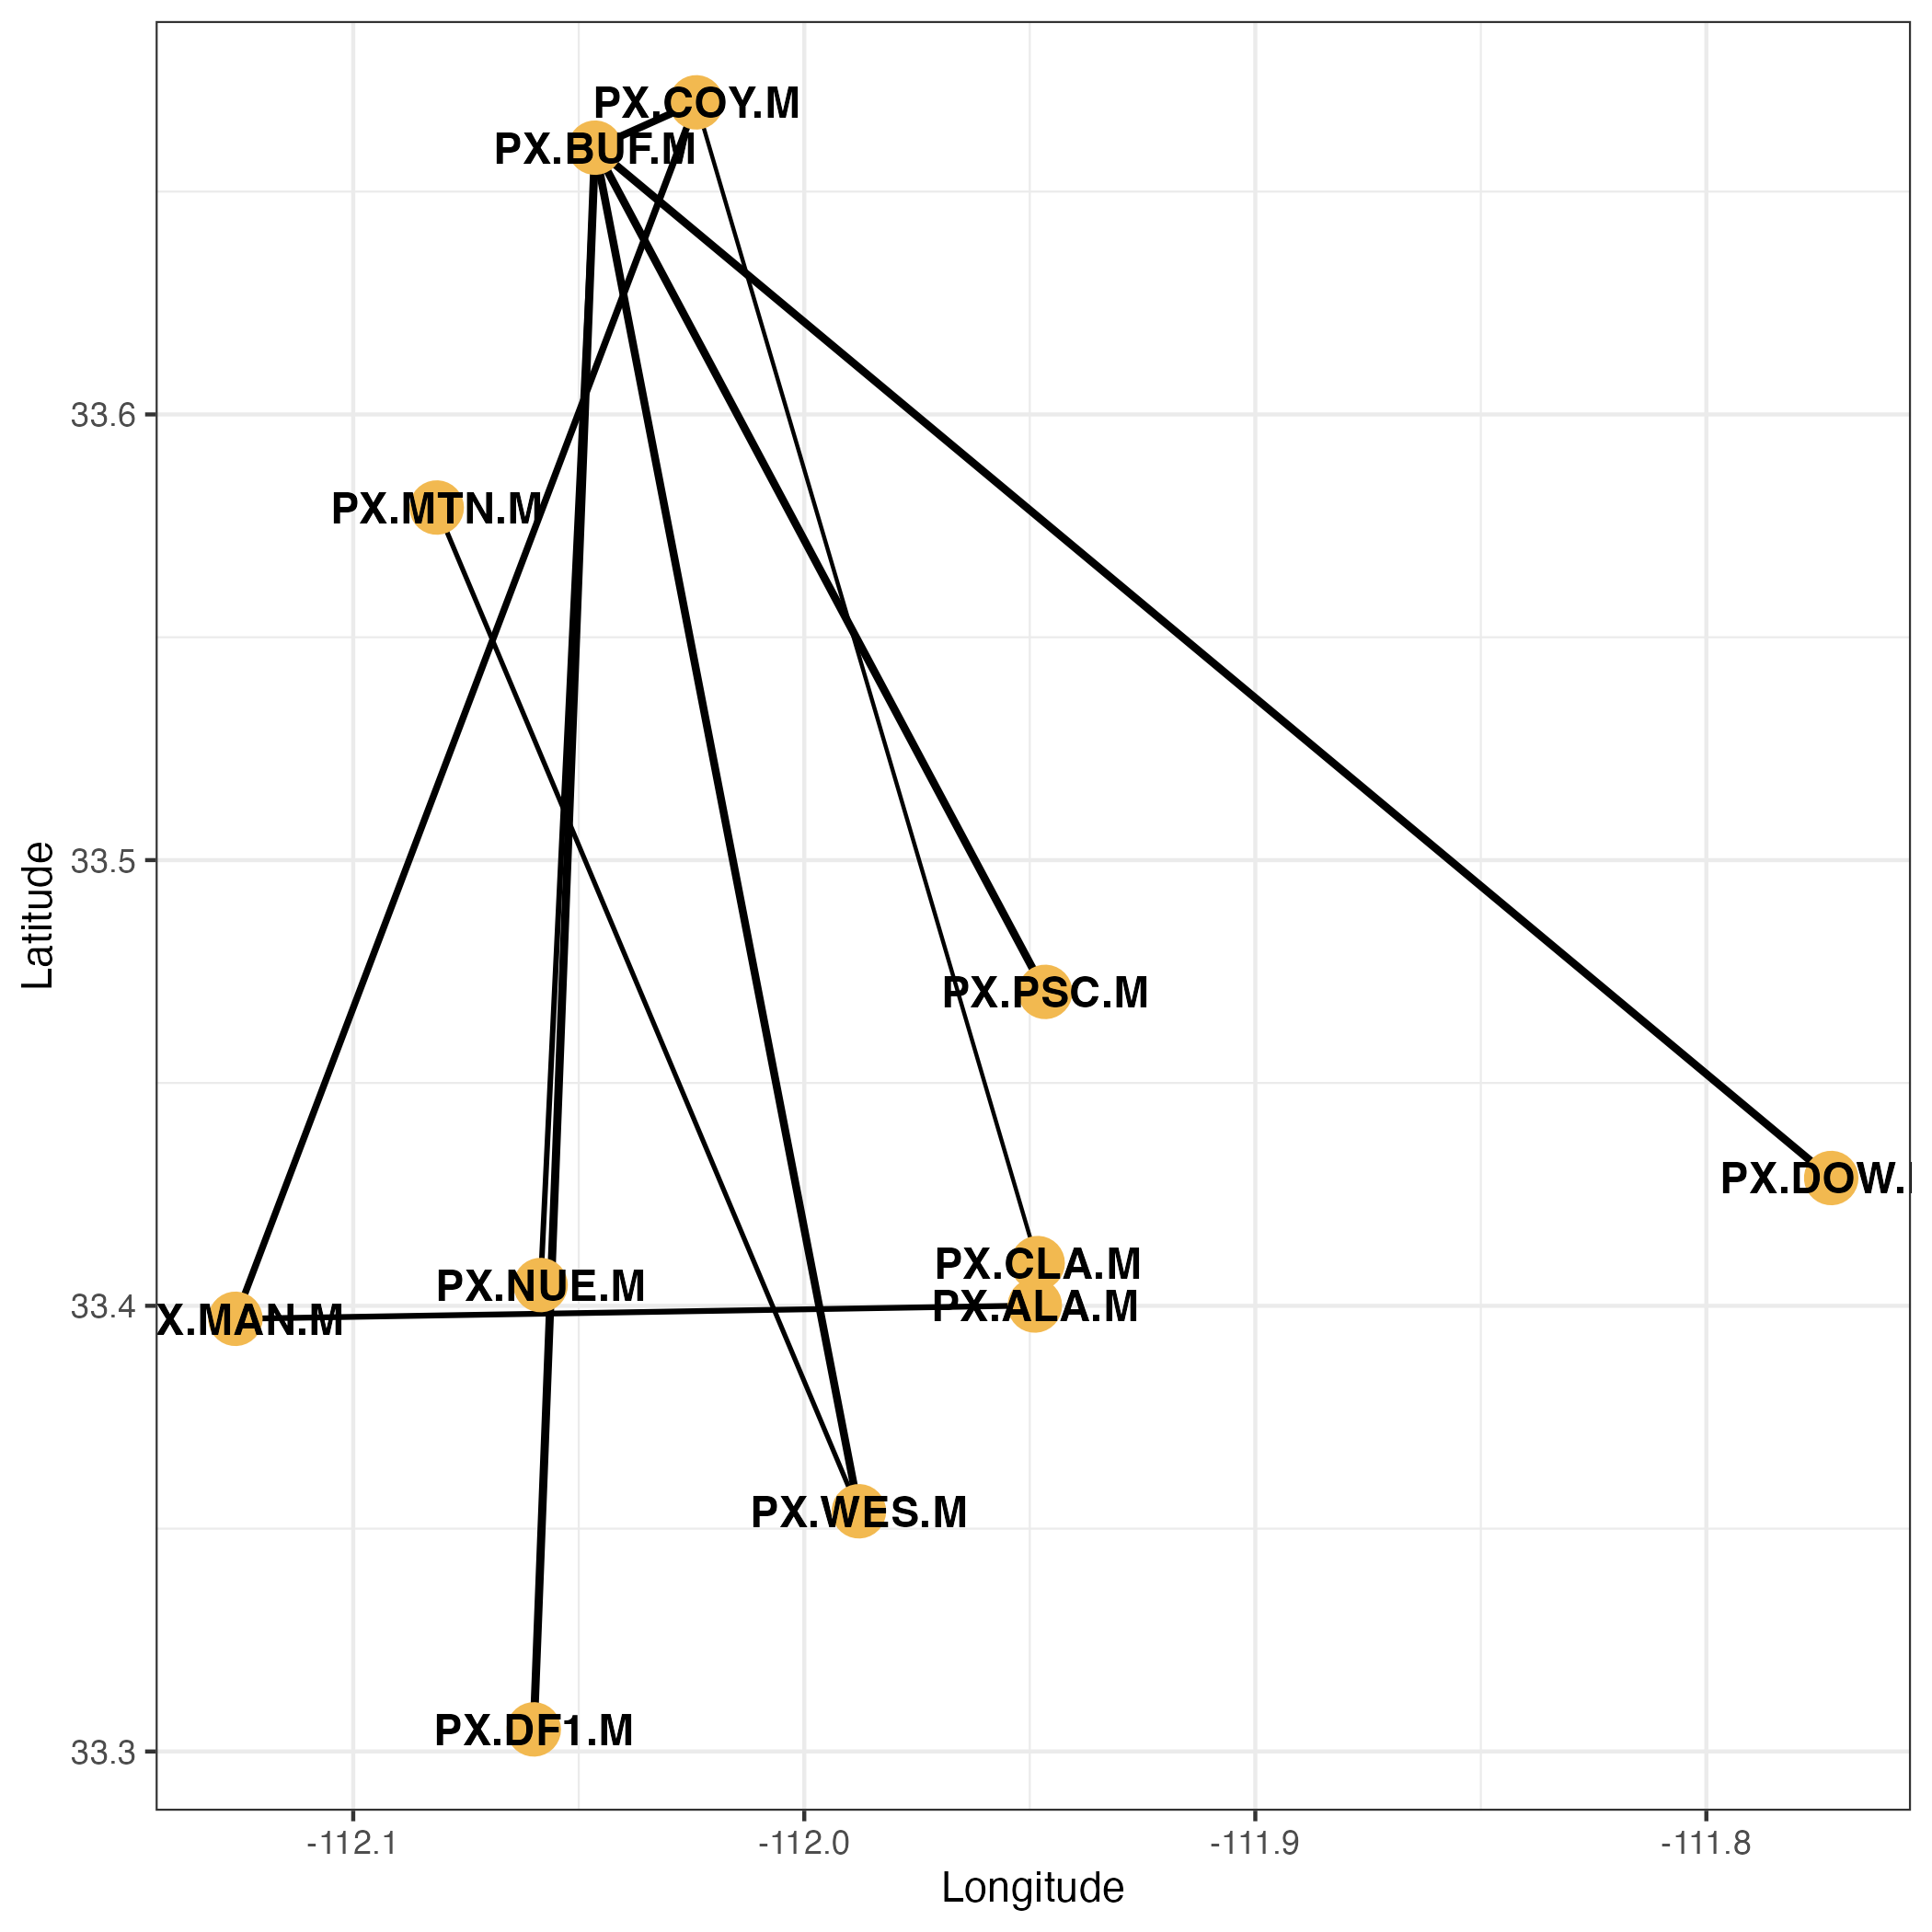 PX.COY.M
PX.BUF.M
33.6
PX.MTN.M
Latitude
33.5
PX.PSC.M
PX.DOW.
PX.CLA.M
PX.NUE.M
33.4
X.MAN.M
PX.ALA.M
PX.WES.M
PX.DF1.M
33.3
-112.1
-112.0
-111.9
-111.8
Longitude